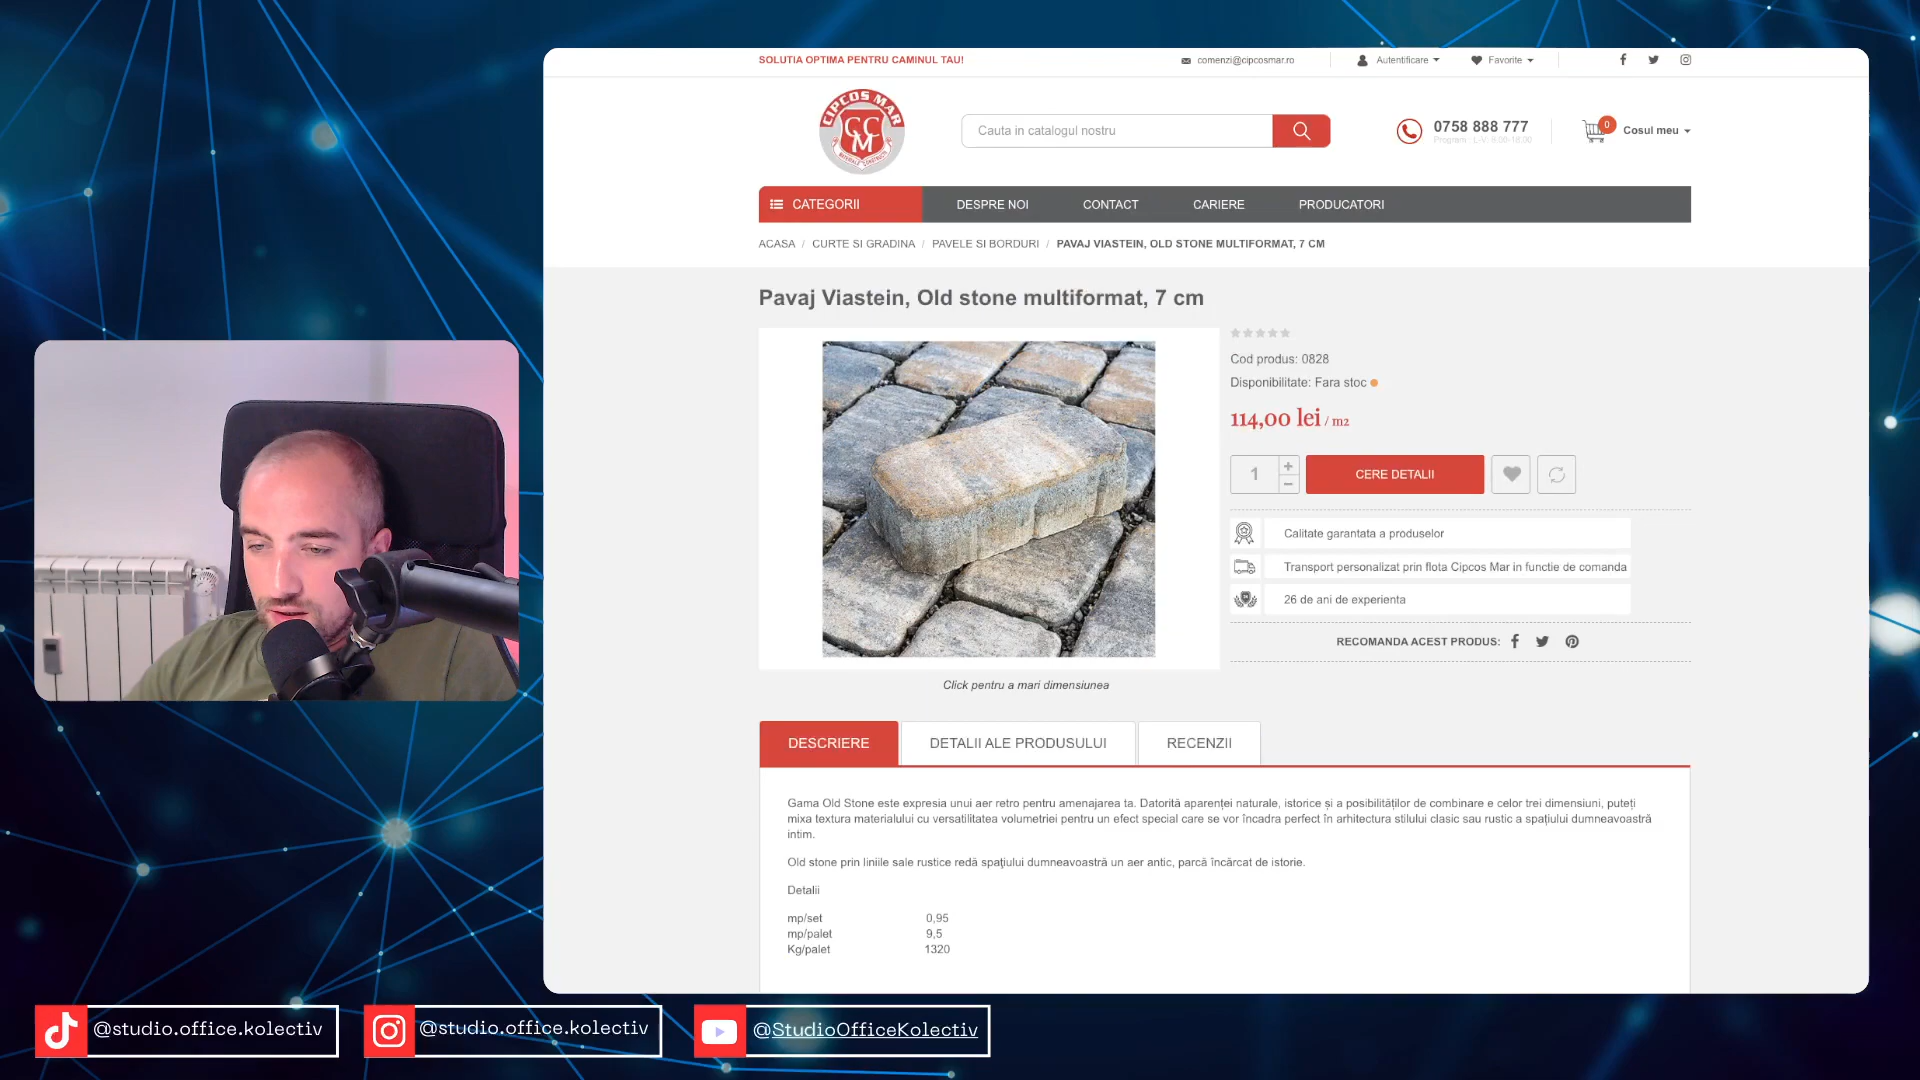 SOLUTIA OPTIMA PENTRU CAMINUL TAU!
comenzi@cipcosmar.ro
Autentificare
Favorite
CIPCOS MAR
GCM
MATERIALE CONSTRUCTII
Cauta in catalogul nostru
0758 888 777
Program : L-V: 8.00-18.00
0
Cosul meu
CATEGORII
DESPRE NOI
CONTACT
CARIERE
PRODUCATORI
ACASA / CURTE SI GRADINA / PAVELE SI BORDURI / PAVAJ VIASTEIN, OLD STONE MULTIFORMAT, 7 CM
Pavaj Viastein, Old stone multiformat, 7 cm
Cod produs: 0828
Disponibilitate: Fara stoc
114,00 lei / m2
1
+
−
CERE DETALII
Calitate garantata a produselor
Transport personalizat prin flota Cipcos Mar in functie de comanda
26 de ani de experienta
RECOMANDA ACEST PRODUS:
Click pentru a mari dimensiunea
DESCRIERE
DETALII ALE PRODUSULUI
RECENZII
Gama Old Stone este expresia unui aer retro pentru amenajarea ta. Datorită aparenței naturale, istorice și a posibilităților de combinare e celor trei dimensiuni, puteți
mixa textura materialului cu versatilitatea volumetriei pentru un efect special care se vor încadra perfect în arhitectura stilului clasic sau rustic a spațiului dumneavoastră
intim.
Old stone prin liniile sale rustice redă spațiului dumneavoastră un aer antic, parcă încărcat de istorie.
Detalii
mp/set 0,95
mp/palet 9,5
Kg/palet 1320
@studio.office.kolectiv
@studio.office.kolectiv
@StudioOfficeKolectiv